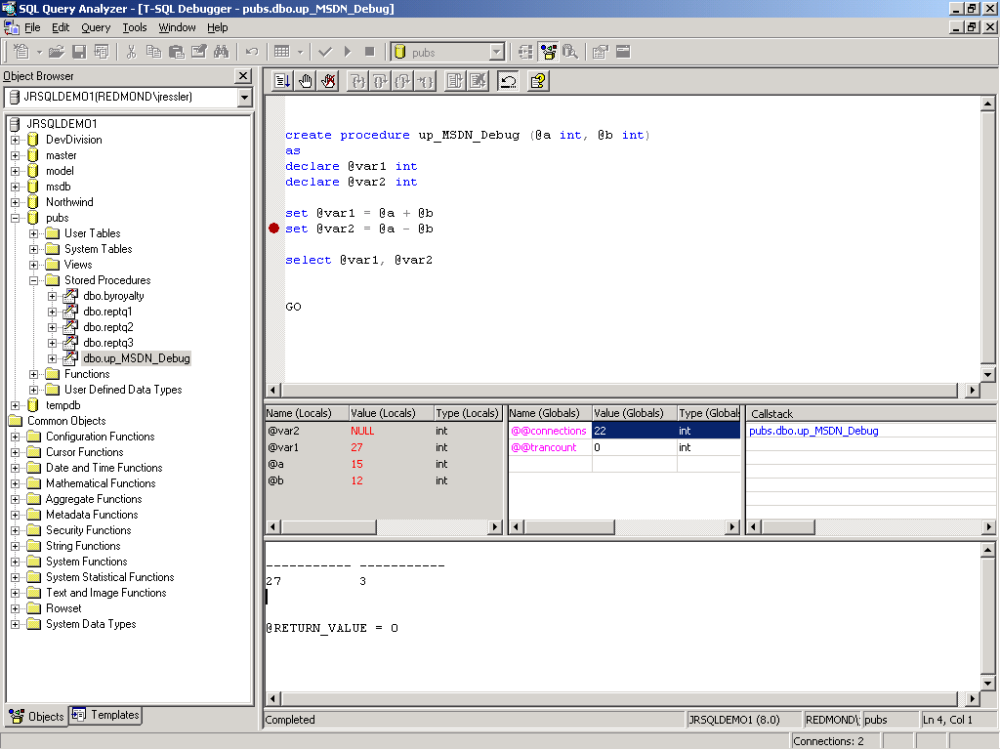 SQL Query Analyzer - [T-SQL Debugger - pubs.dbo.up_MSDN_Debug]
File Edit Query Tools Window Help
pubs
Object Browser
JRSQLDEMO1(REDMOND\jressler)
JRSQLDEMO1
DevDivision
master
model
msdb
Northwind
pubs
User Tables
System Tables
Views
Stored Procedures
dbo.byroyalty
dbo.reptq1
dbo.reptq2
dbo.reptq3
dbo.up_MSDN_Debug
Functions
User Defined Data Types
tempdb
Common Objects
Configuration Functions
Cursor Functions
Date and Time Functions
Mathematical Functions
Aggregate Functions
Metadata Functions
Security Functions
String Functions
System Functions
System Statistical Functions
Text and Image Functions
Rowset
System Data Types
Objects Templates
create procedure up_MSDN_Debug (@a int, @b int)
as
declare @var1 int
declare @var2 int
set @var1 = @a + @b
set @var2 = @a - @b
select @var1, @var2
GO
Name (Locals) Value (Locals) Type (Locals)
@var2 NULL int
@var1 27 int
@a 15 int
@b 12 int
Name (Globals) Value (Globals) Type (Globals
@@connections 22 int
@@trancount 0 int
Callstack
pubs.dbo.up_MSDN_Debug
----------- -----------
27 3
@RETURN_VALUE = 0
Completed JRSQLDEMO1 (8.0) REDMOND\j pubs Ln 4, Col 1
Connections: 2